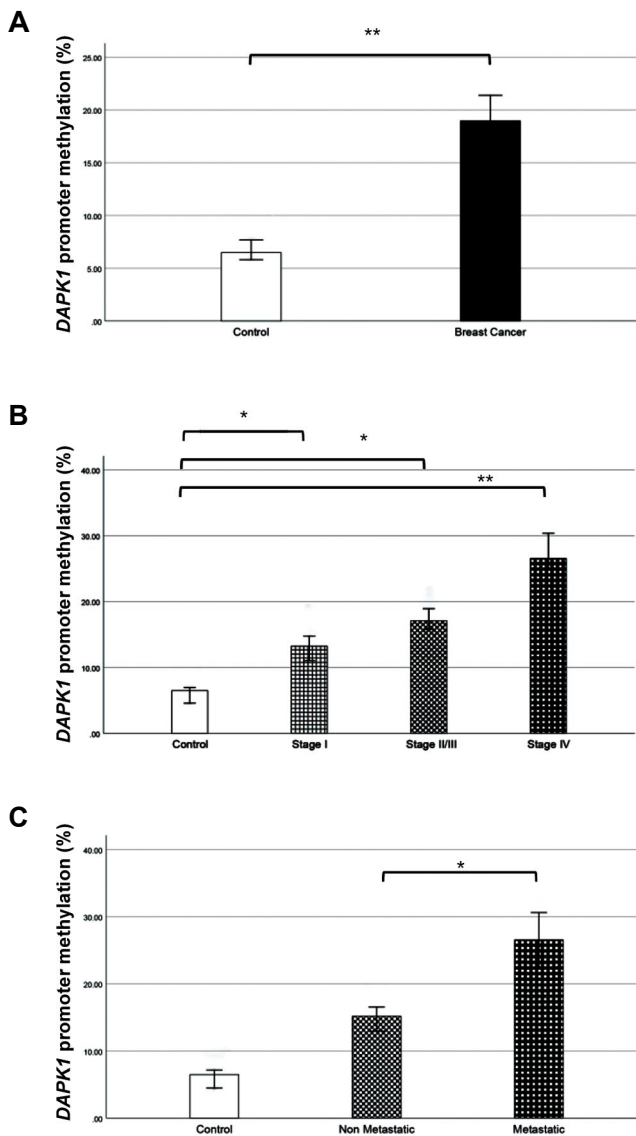 A
DAPK1 promoter methylation (%)
25.00
20.00
15.00
10.00
5.00
.00
**
Control
Breast Cancer
B
DAPK1 promoter methylation (%)
40.00
30.00
20.00
10.00
.00
*
*
**
Control
Stage I
Stage II/III
Stage IV
C
DAPK1 promoter methylation (%)
40.00
30.00
20.00
10.00
.00
*
Control
Non Metastatic
Metastatic